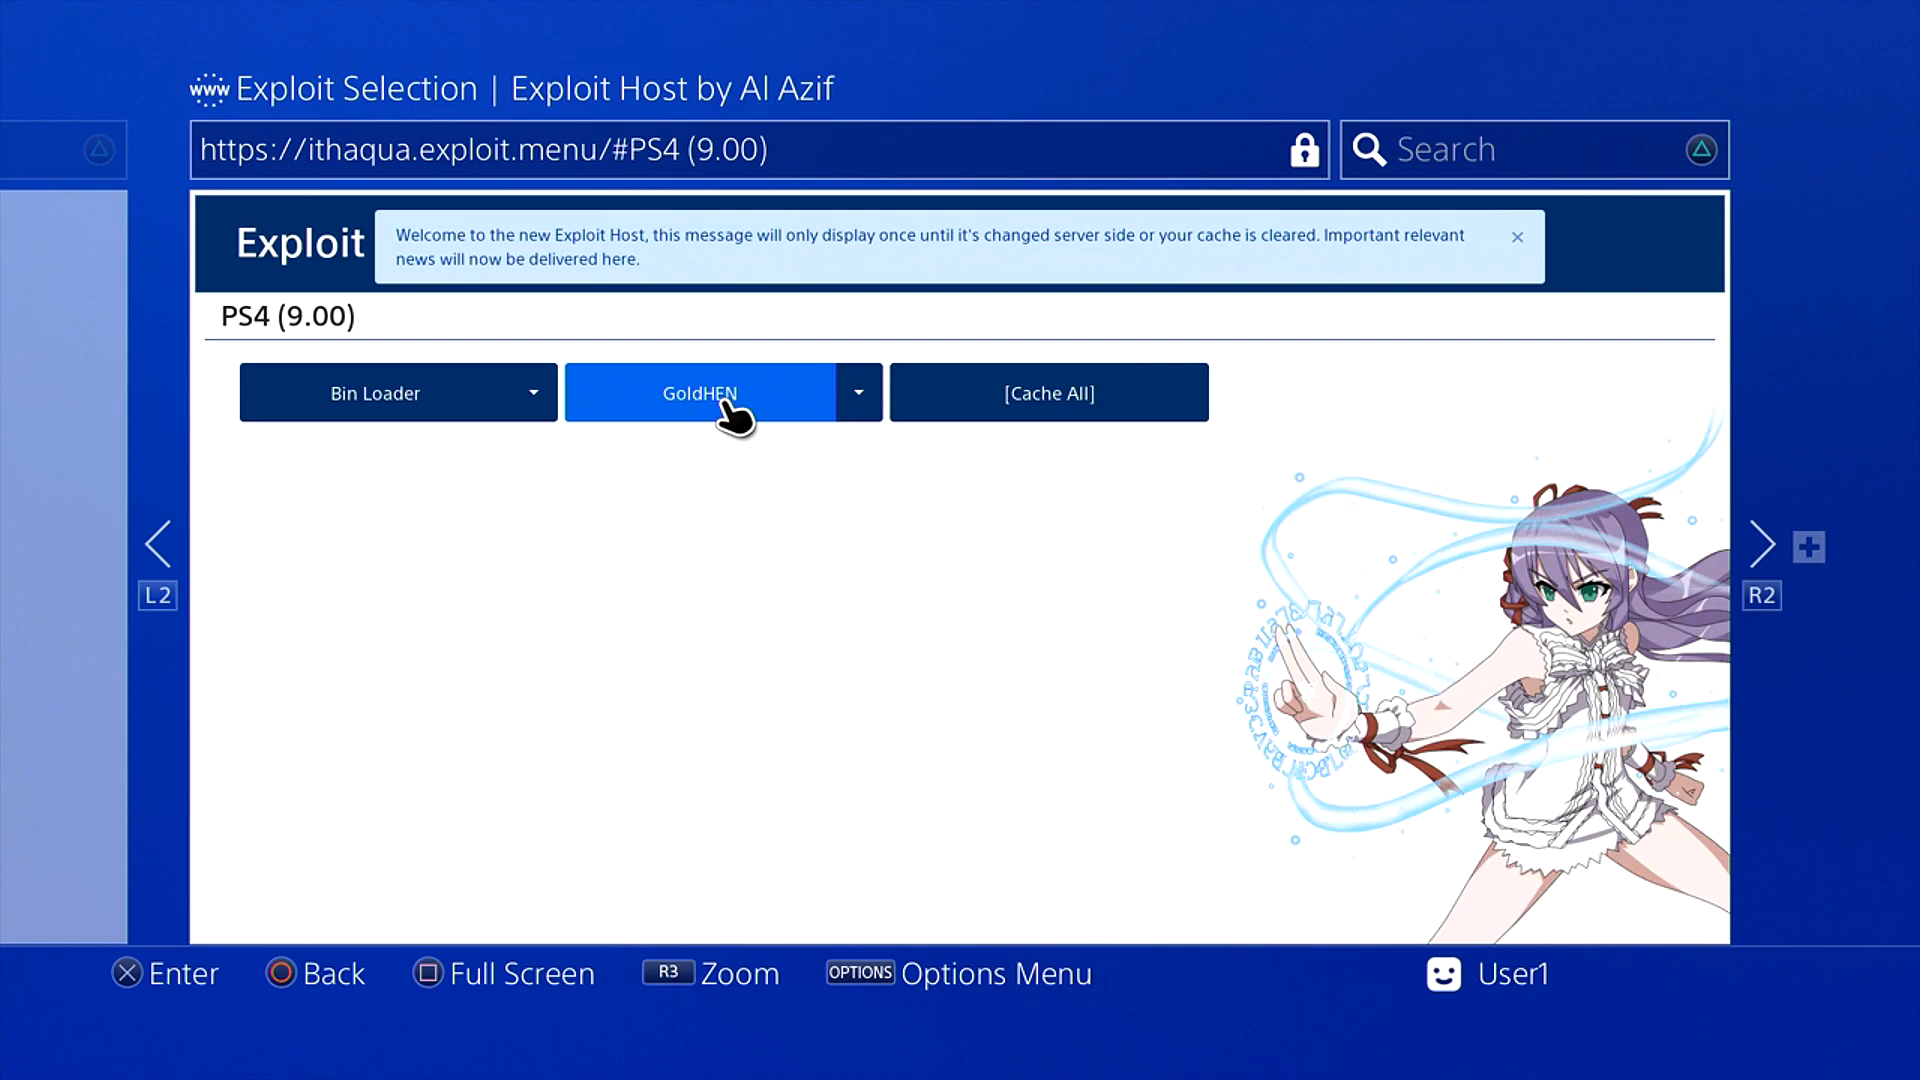 www Exploit Selection | Exploit Host by Al Azif
https://ithaqua.exploit.menu/#PS4 (9.00)
Search
Exploit
Welcome to the new Exploit Host, this message will only display once until it's changed server side or your cache is cleared. Important relevant
news will now be delivered here.
×
PS4 (9.00)
Bin Loader
GoldHEN
[Cache All]
L2
R2
Enter
Back
Full Screen
R3 Zoom
OPTIONS Options Menu
User1